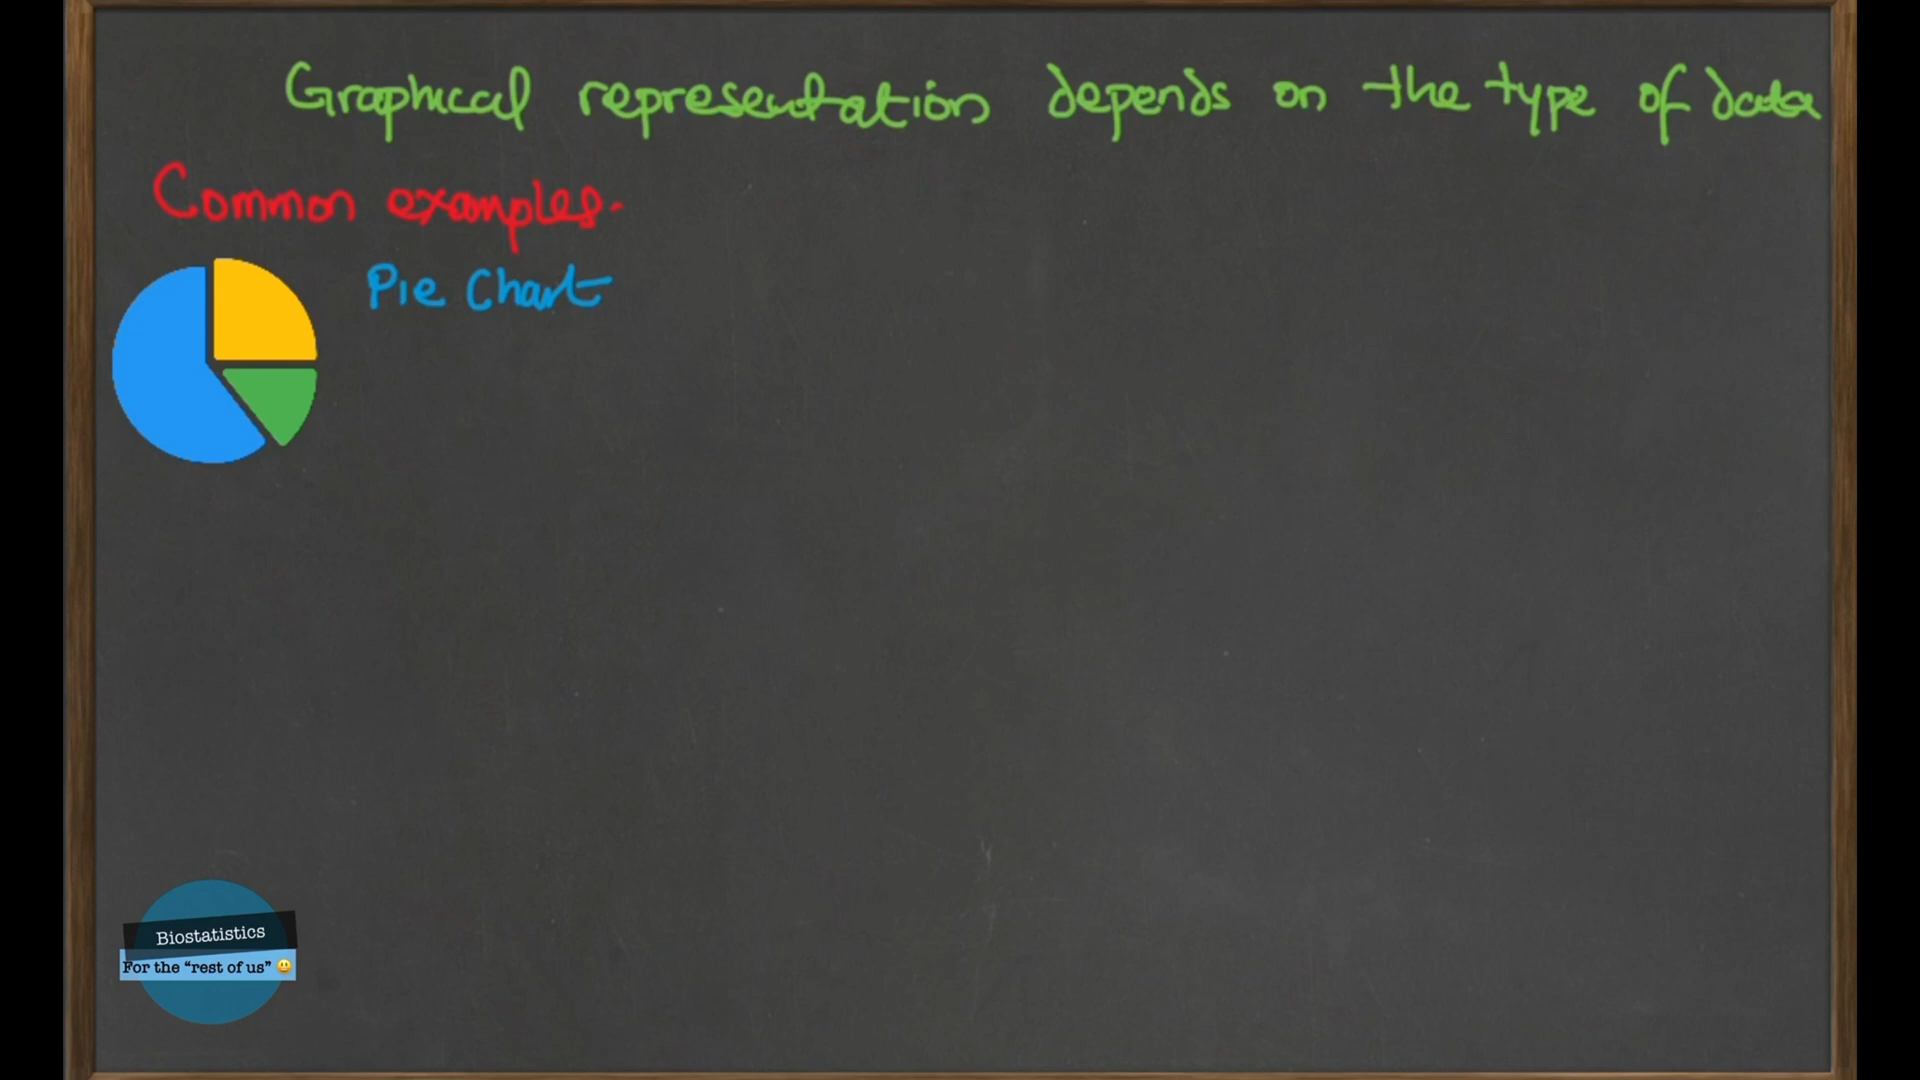 Graphical representation depends on the type of data
Common examples.
Pie Chart
Biostatistics
For the “rest of us” 😃